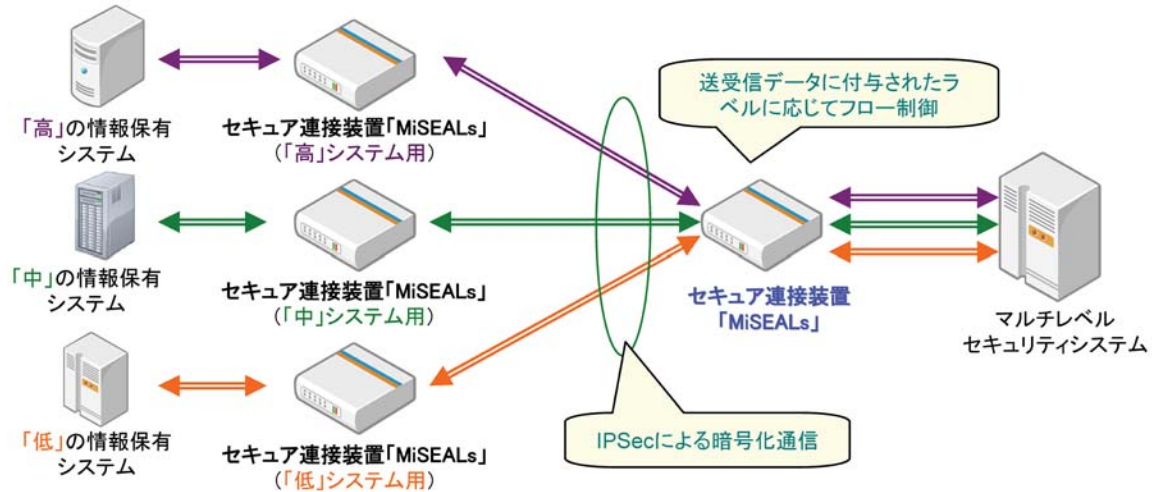 「高」の情報保有
システム
セキュア連接装置「MiSEALs」
(「高」システム用)
送受信データに付与されたラ
ベルに応じてフロー制御
「中」の情報保有
システム
セキュア連接装置「MiSEALs」
(「中」システム用)
セキュア連接装置
「MiSEALs」
マルチレベル
セキュリティシステム
「低」の情報保有
システム
セキュア連接装置「MiSEALs」
(「低」システム用)
IPSecによる暗号化通信